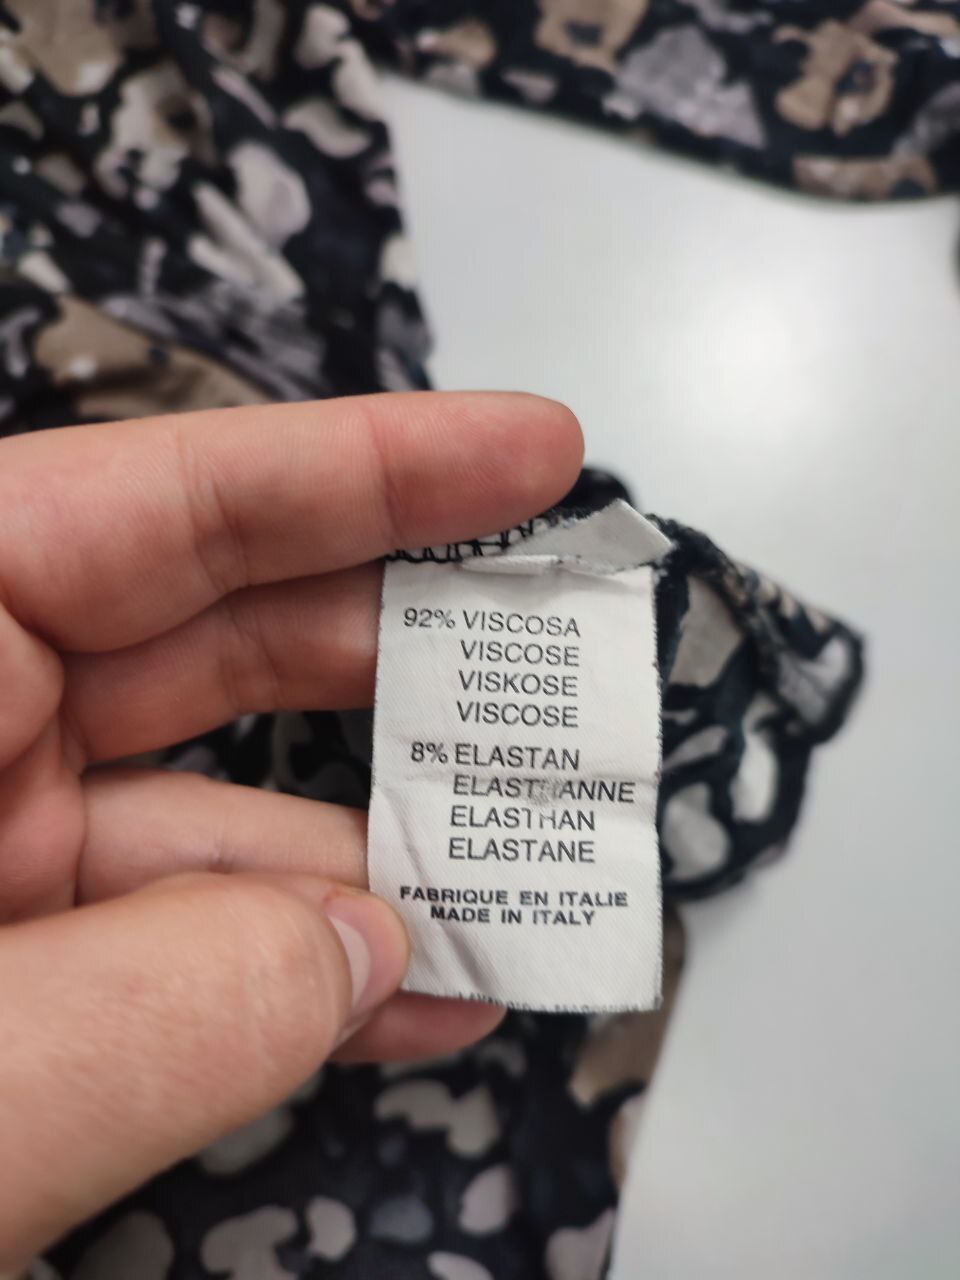 92% VISCOSA
VISCOSE
VISKOSE
VISCOSE
8% ELASTAN
ELASTHANNE
ELASTHAN
ELASTANE
FABRIQUE EN ITALIE
MADE IN ITALY